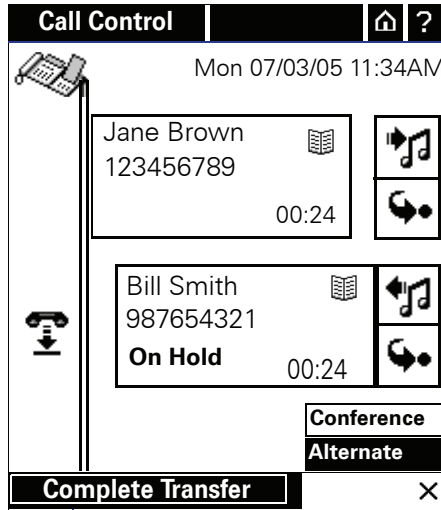 Call Control ?
Mon 07/03/05 11:34AM
Jane Brown
123456789
00:24
Bill Smith
987654321
On Hold
00:24
Conference
Alternate
Complete Transfer